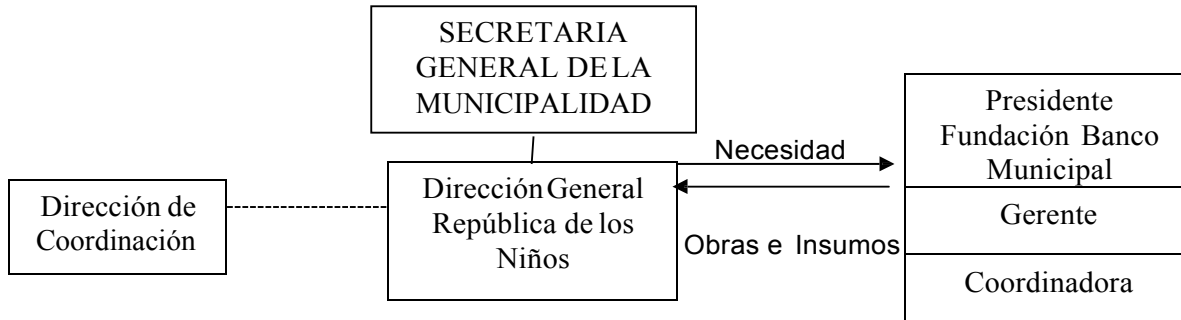 SECRETARIA
GENERAL DE LA
MUNICIPALIDAD
Dirección de
Coordinación
Dirección General
República de los
Niños
Necesidad
Obras e Insumos
Presidente
Fundación Banco
Municipal
Gerente
Coordinadora